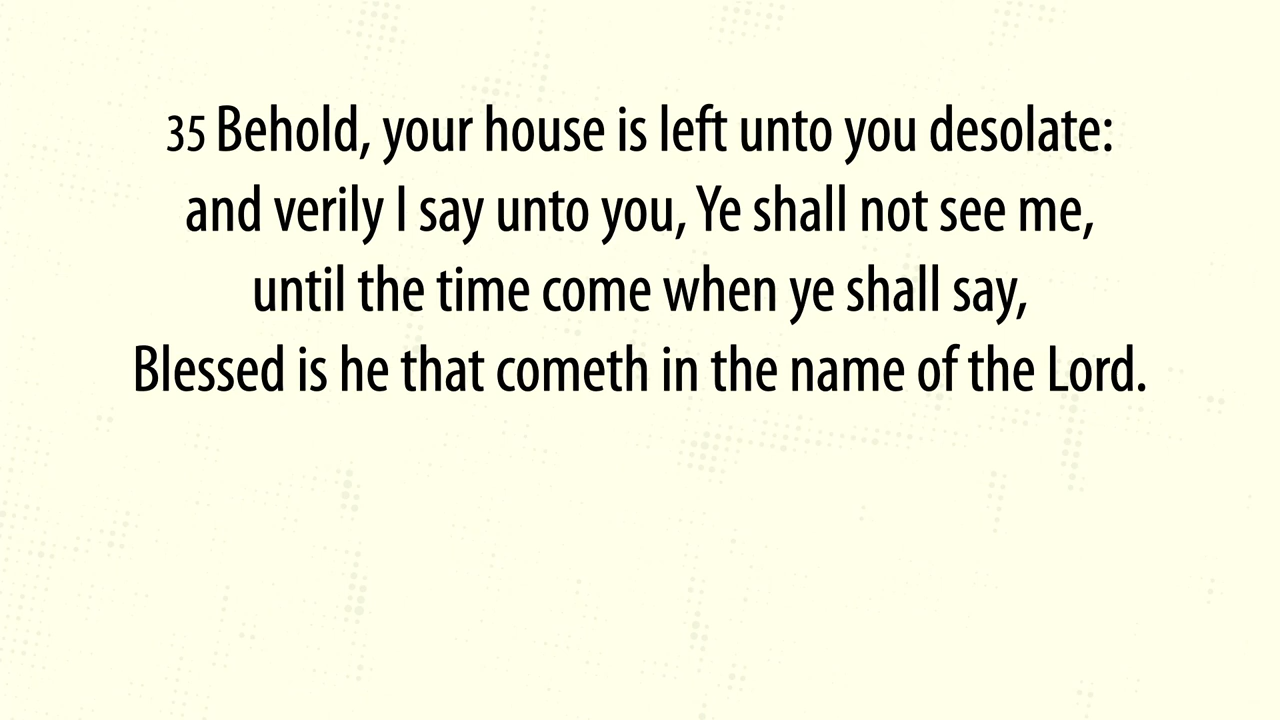 35 Behold, your house is left unto you desolate:
and verily I say unto you, Ye shall not see me,
until the time come when ye shall say,
Blessed is he that cometh in the name of the Lord.